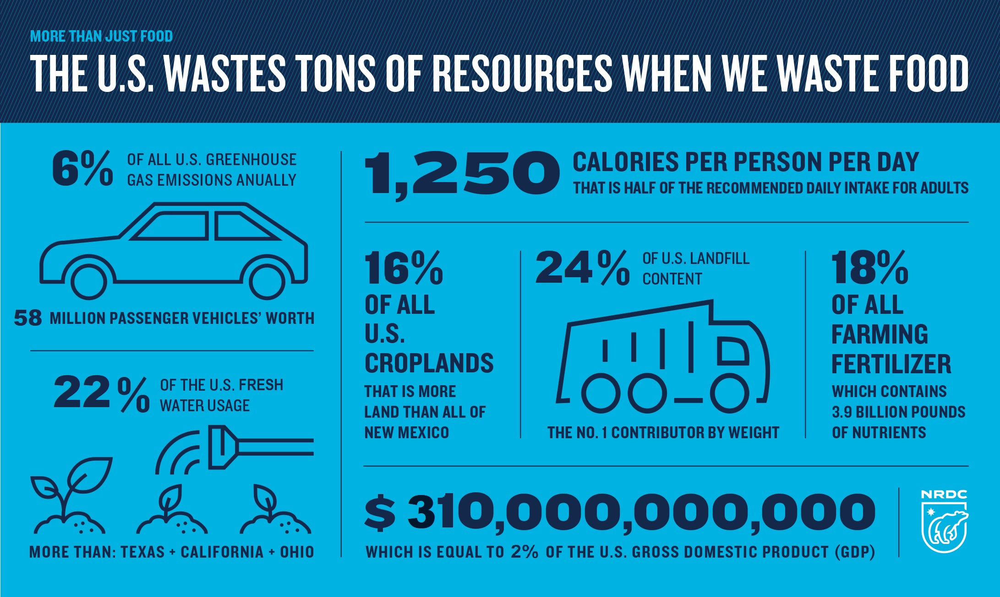 MORE THAN JUST FOOD
THE U.S. WASTES TONS OF RESOURCES WHEN WE WASTE FOOD
6% OF ALL U.S. GREENHOUSE
GAS EMISSIONS ANUALLY
58 MILLION PASSENGER VEHICLES’ WORTH
22% OF THE U.S. FRESH
WATER USAGE
MORE THAN: TEXAS + CALIFORNIA + OHIO
1,250 CALORIES PER PERSON PER DAY
THAT IS HALF OF THE RECOMMENDED DAILY INTAKE FOR ADULTS
16%
OF ALL
U.S.
CROPLANDS
THAT IS MORE
LAND THAN ALL OF
NEW MEXICO
24% OF U.S. LANDFILL
CONTENT
THE NO. 1 CONTRIBUTOR BY WEIGHT
18%
OF ALL
FARMING
FERTILIZER
WHICH CONTAINS
3.9 BILLION POUNDS
OF NUTRIENTS
$ 310,000,000,000
WHICH IS EQUAL TO 2% OF THE U.S. GROSS DOMESTIC PRODUCT (GDP)
NRDC